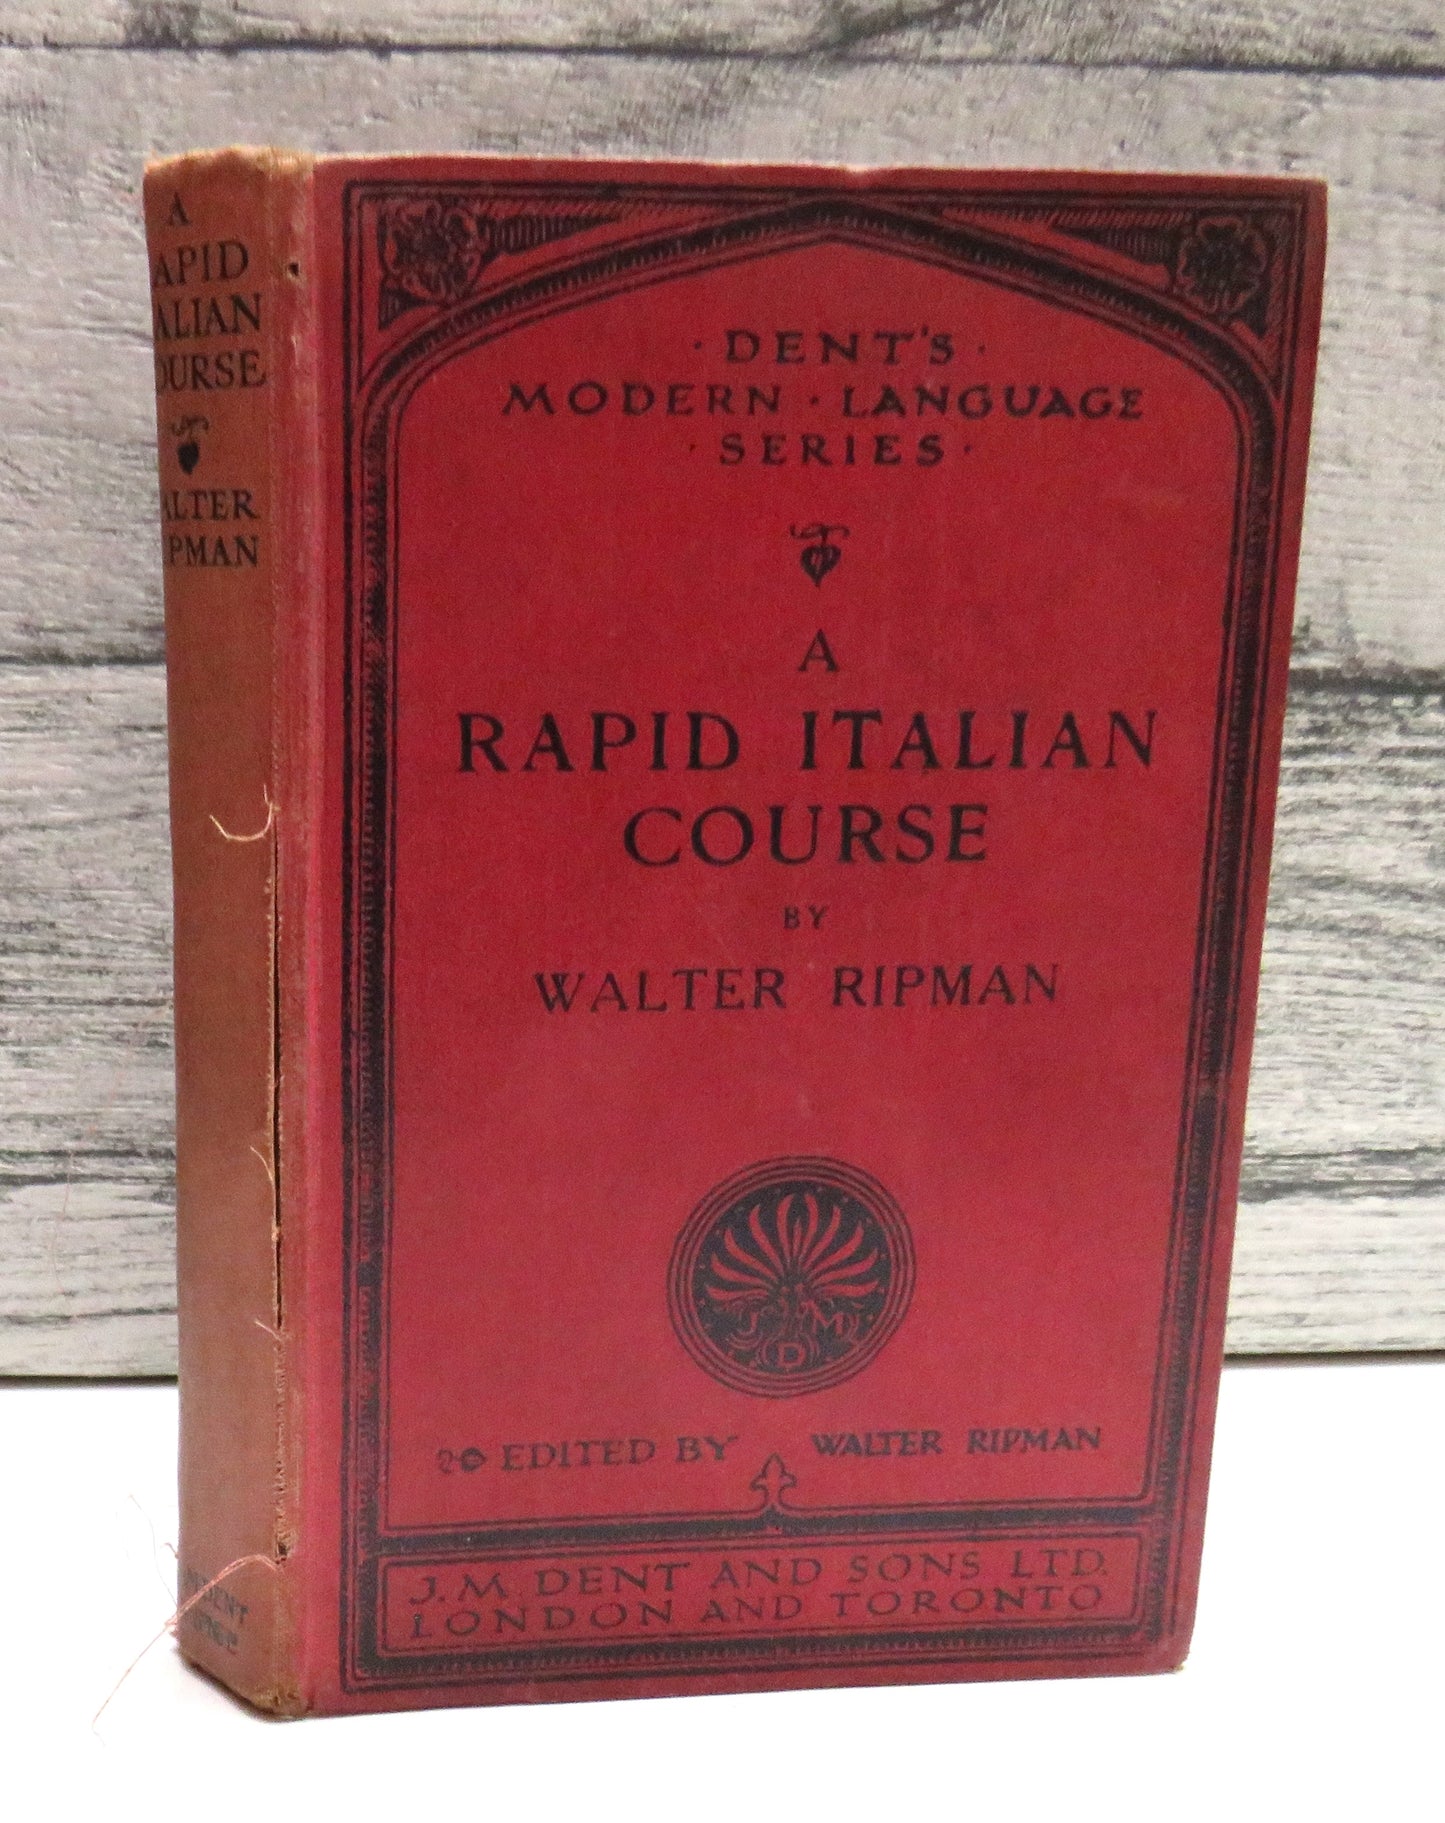 A
RAPID
ITALIAN
COURSE
WALTER
RIPMAN
· DENT'S ·
MODERN · LANGUAGE
· SERIES ·
A
RAPID ITALIAN
COURSE
BY
WALTER RIPMAN
J M
D
EDITED BY WALTER RIPMAN
J. M. DENT AND SONS LTD.
LONDON AND TORONTO